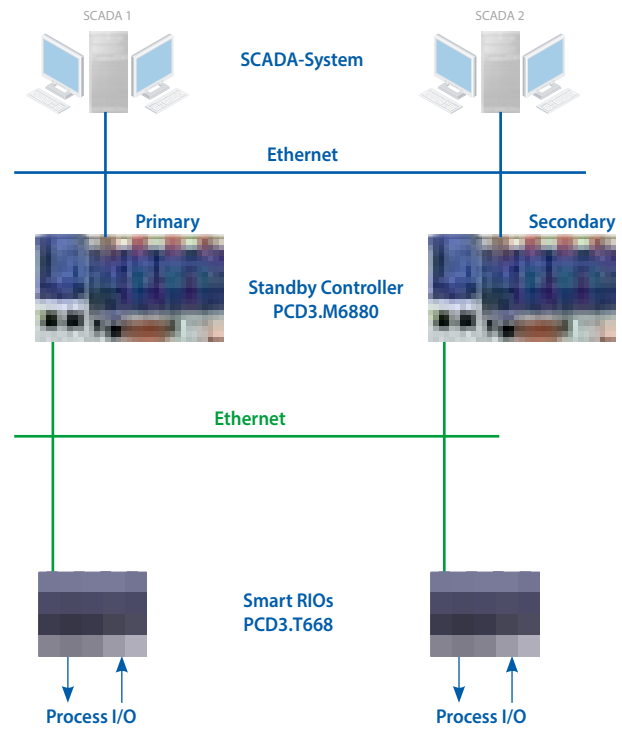 SCADA 1
SCADA 2
SCADA-System
Ethernet
Primary
Secondary
Standby Controller
PCD3.M6880
Ethernet
Smart RIOs
PCD3.T668
Process I/O
Process I/O